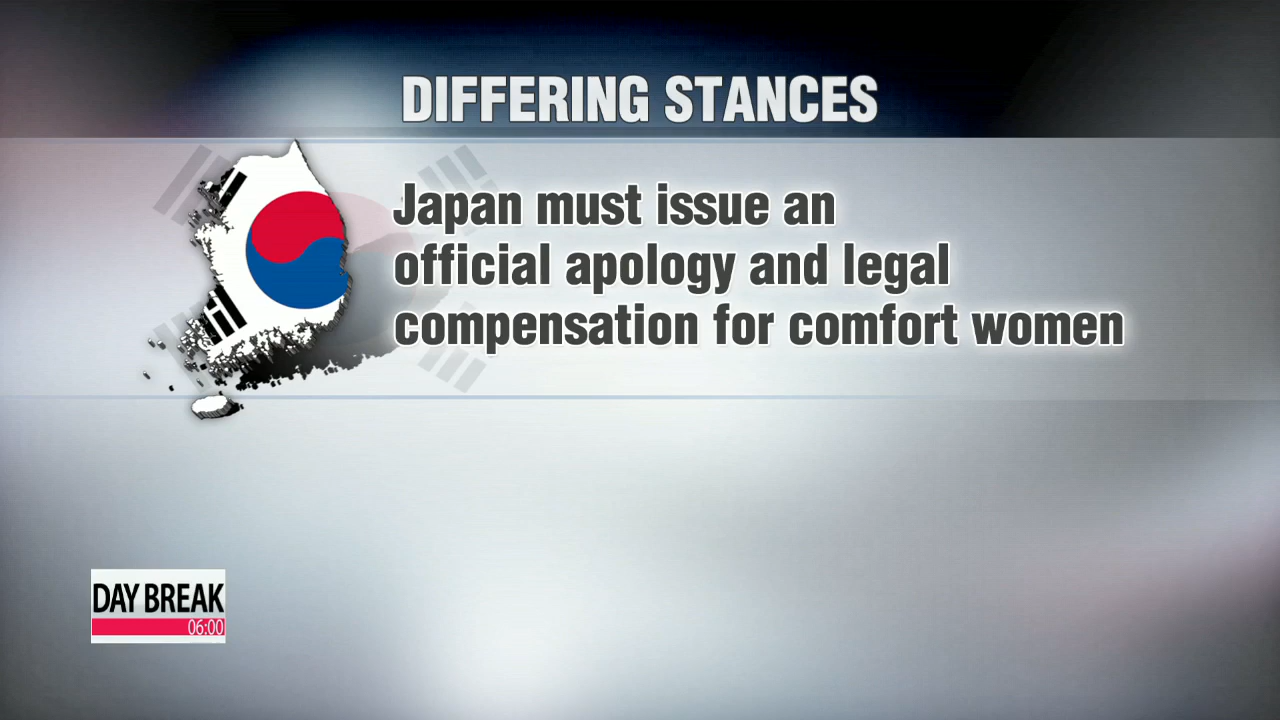 DIFFERING STANCES
Japan must issue an
official apology and legal
compensation for comfort women
DAY BREAK
06:00